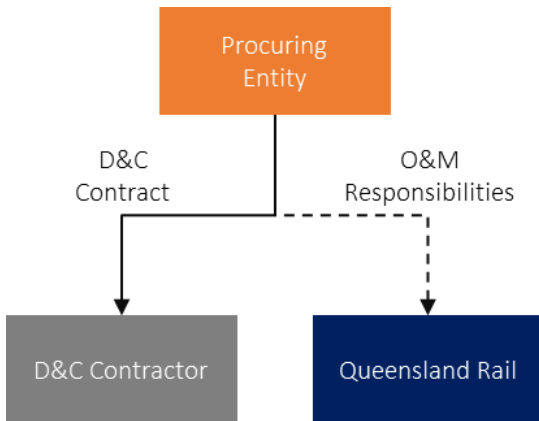 Procuring
Entity
D&C
Contract
O&M
Responsibilities
D&C Contractor
Queensland Rail